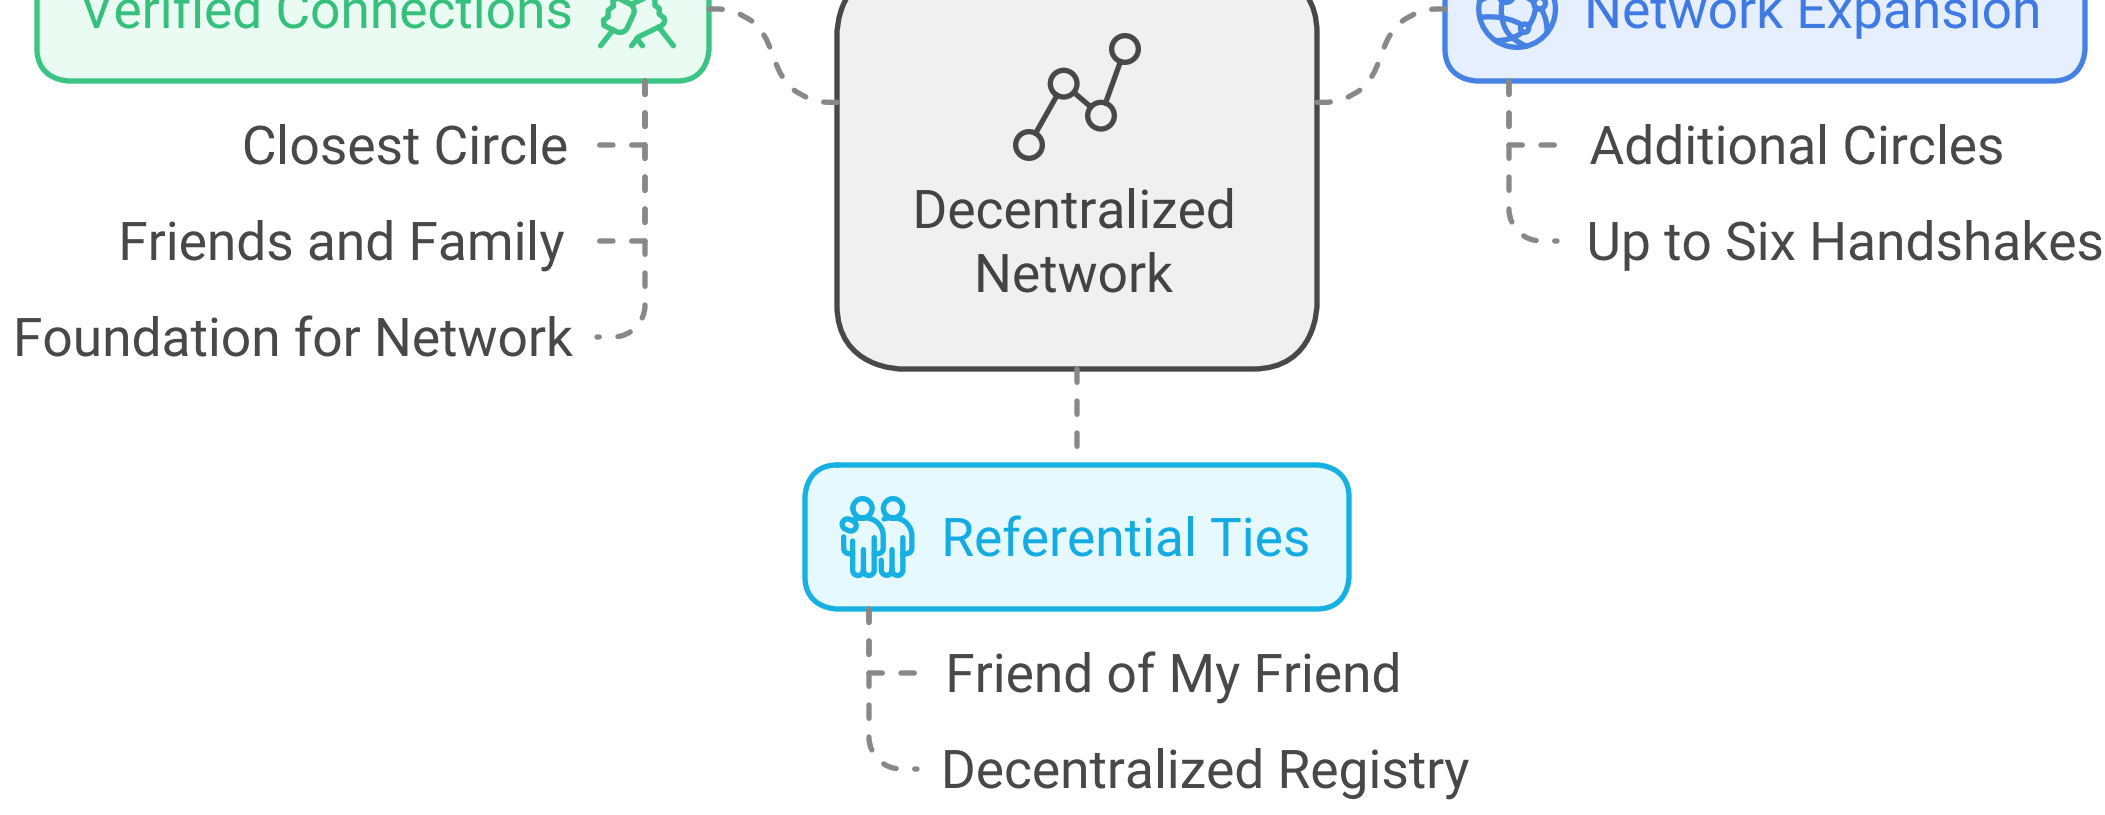 Verified Connections
Closest Circle
Friends and Family
Foundation for Network
Decentralized
Network
Network Expansion
Additional Circles
Up to Six Handshakes
Referential Ties
Friend of My Friend
Decentralized Registry